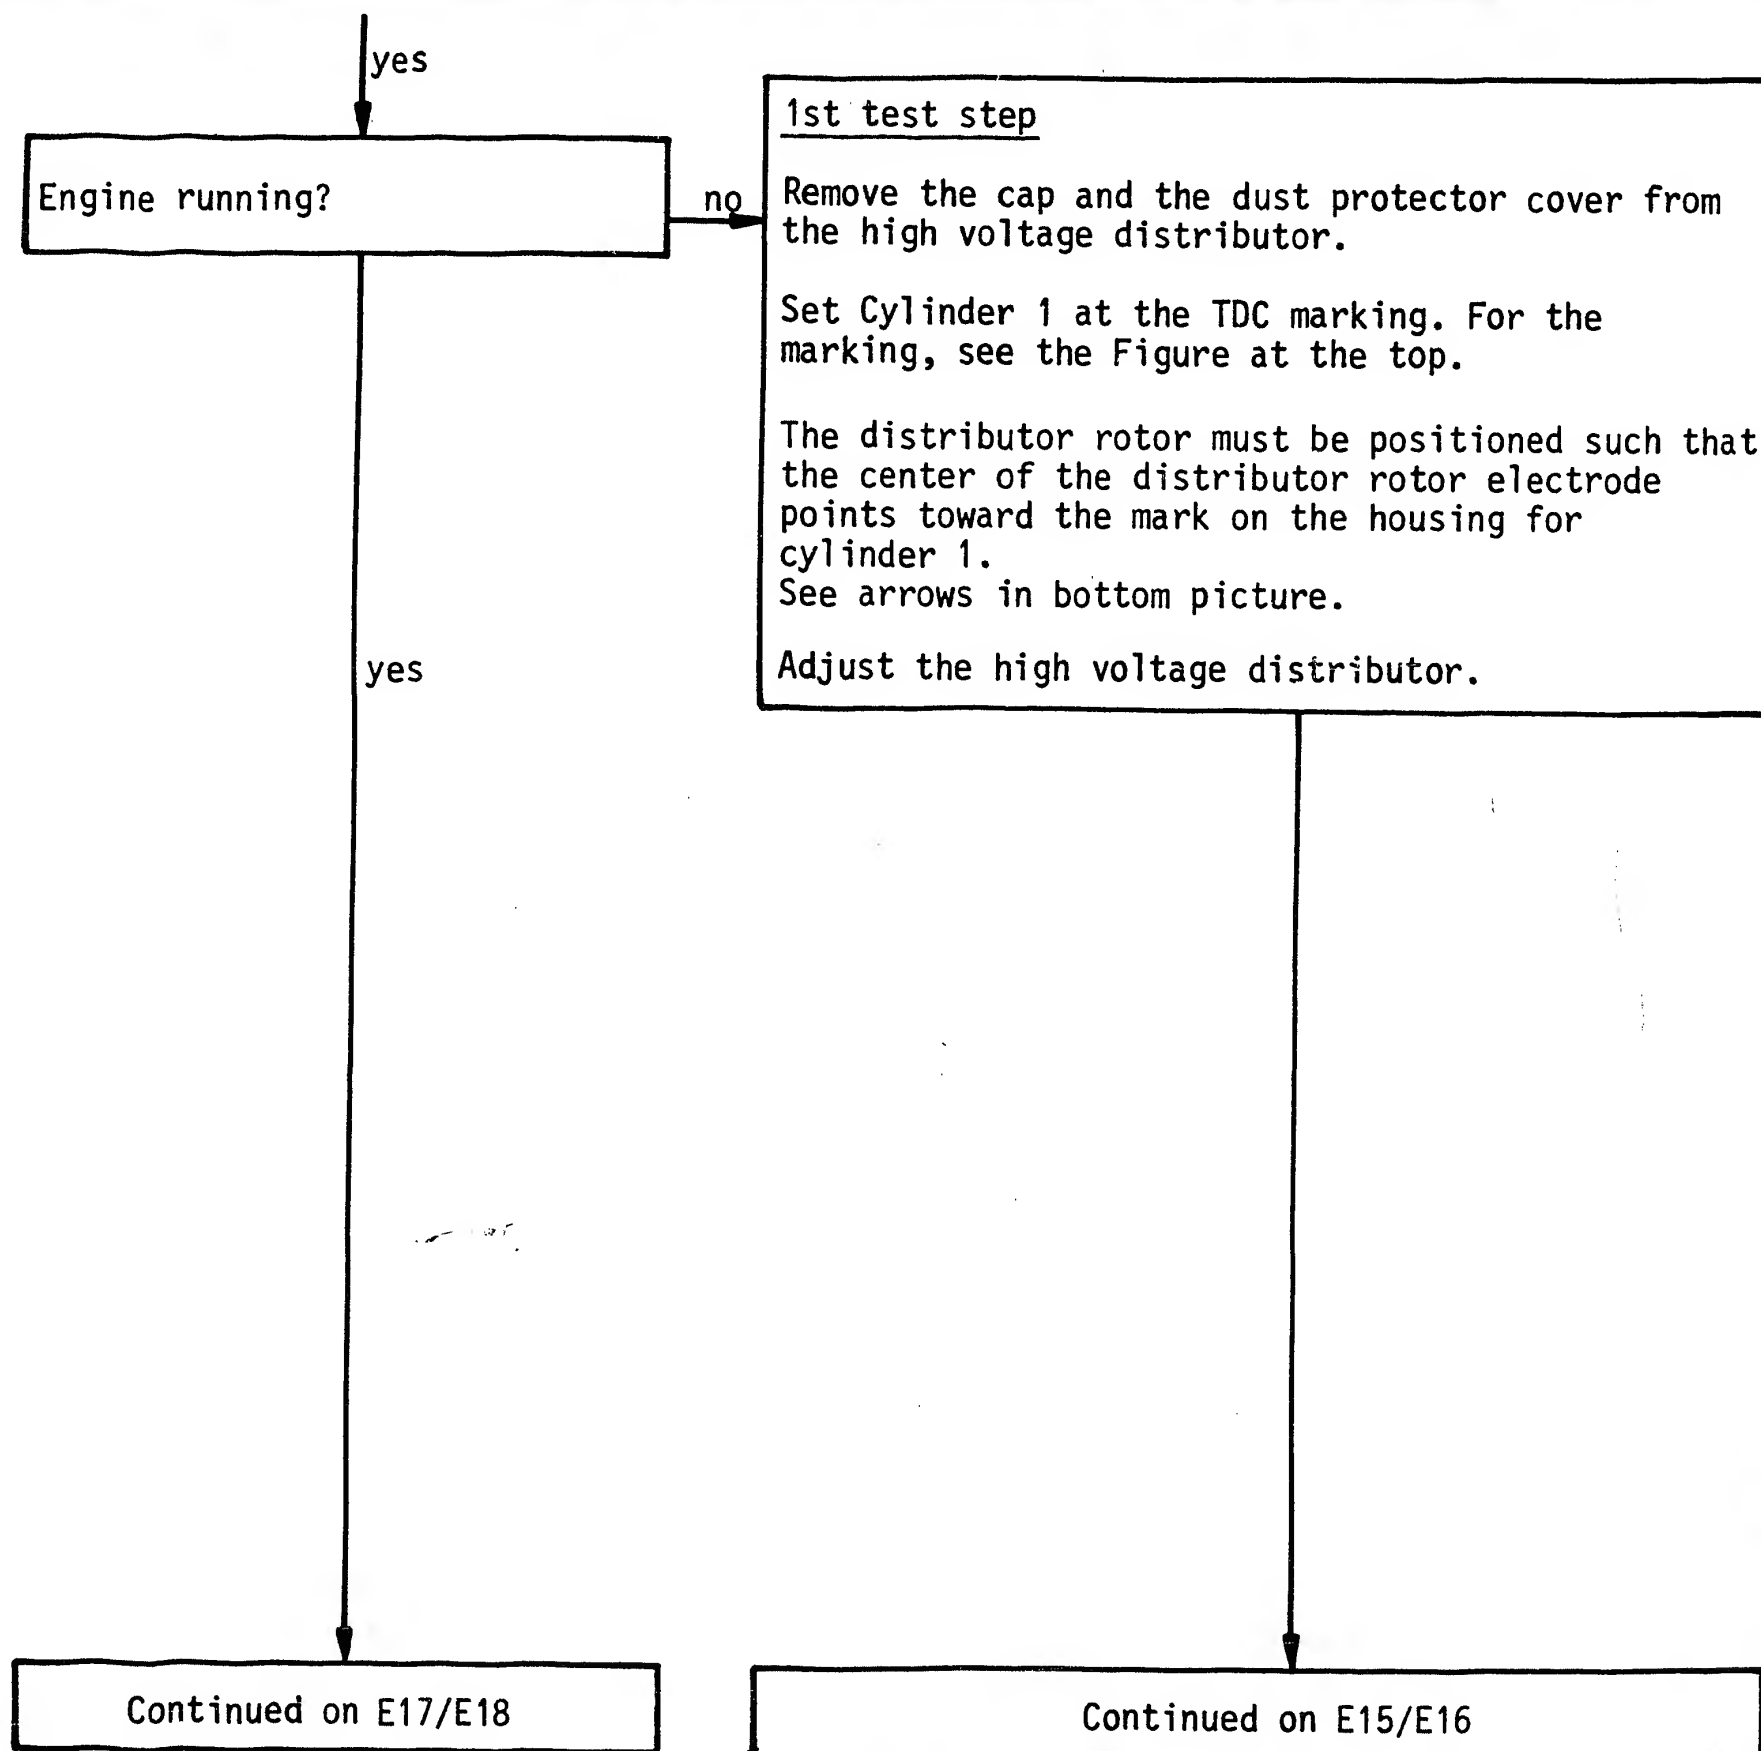 yes
Engine running?
no
1st test step
Remove the cap and the dust protector cover from
the high voltage distributor.
Set Cylinder 1 at the TDC marking. For the
marking, see the Figure at the top.
The distributor rotor must be positioned such that
the center of the distributor rotor electrode
points toward the mark on the housing for
cylinder 1.
See arrows in bottom picture.
Adjust the high voltage distributor.
yes
Continued on E17/E18
Continued on E15/E16